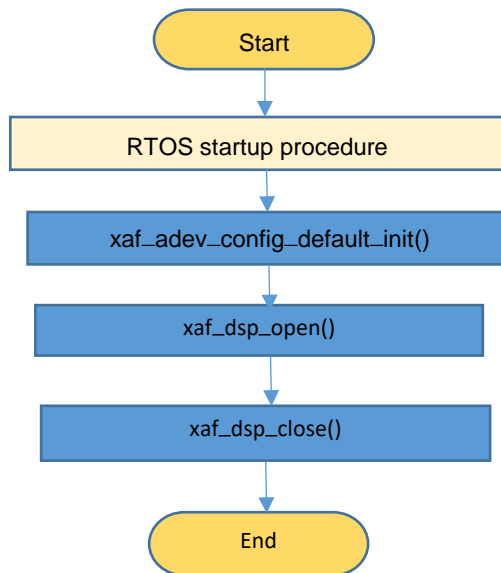 Start
RTOS startup procedure
xaf_adev_config_default_init()
xaf_dsp_open()
xaf_dsp_close()
End